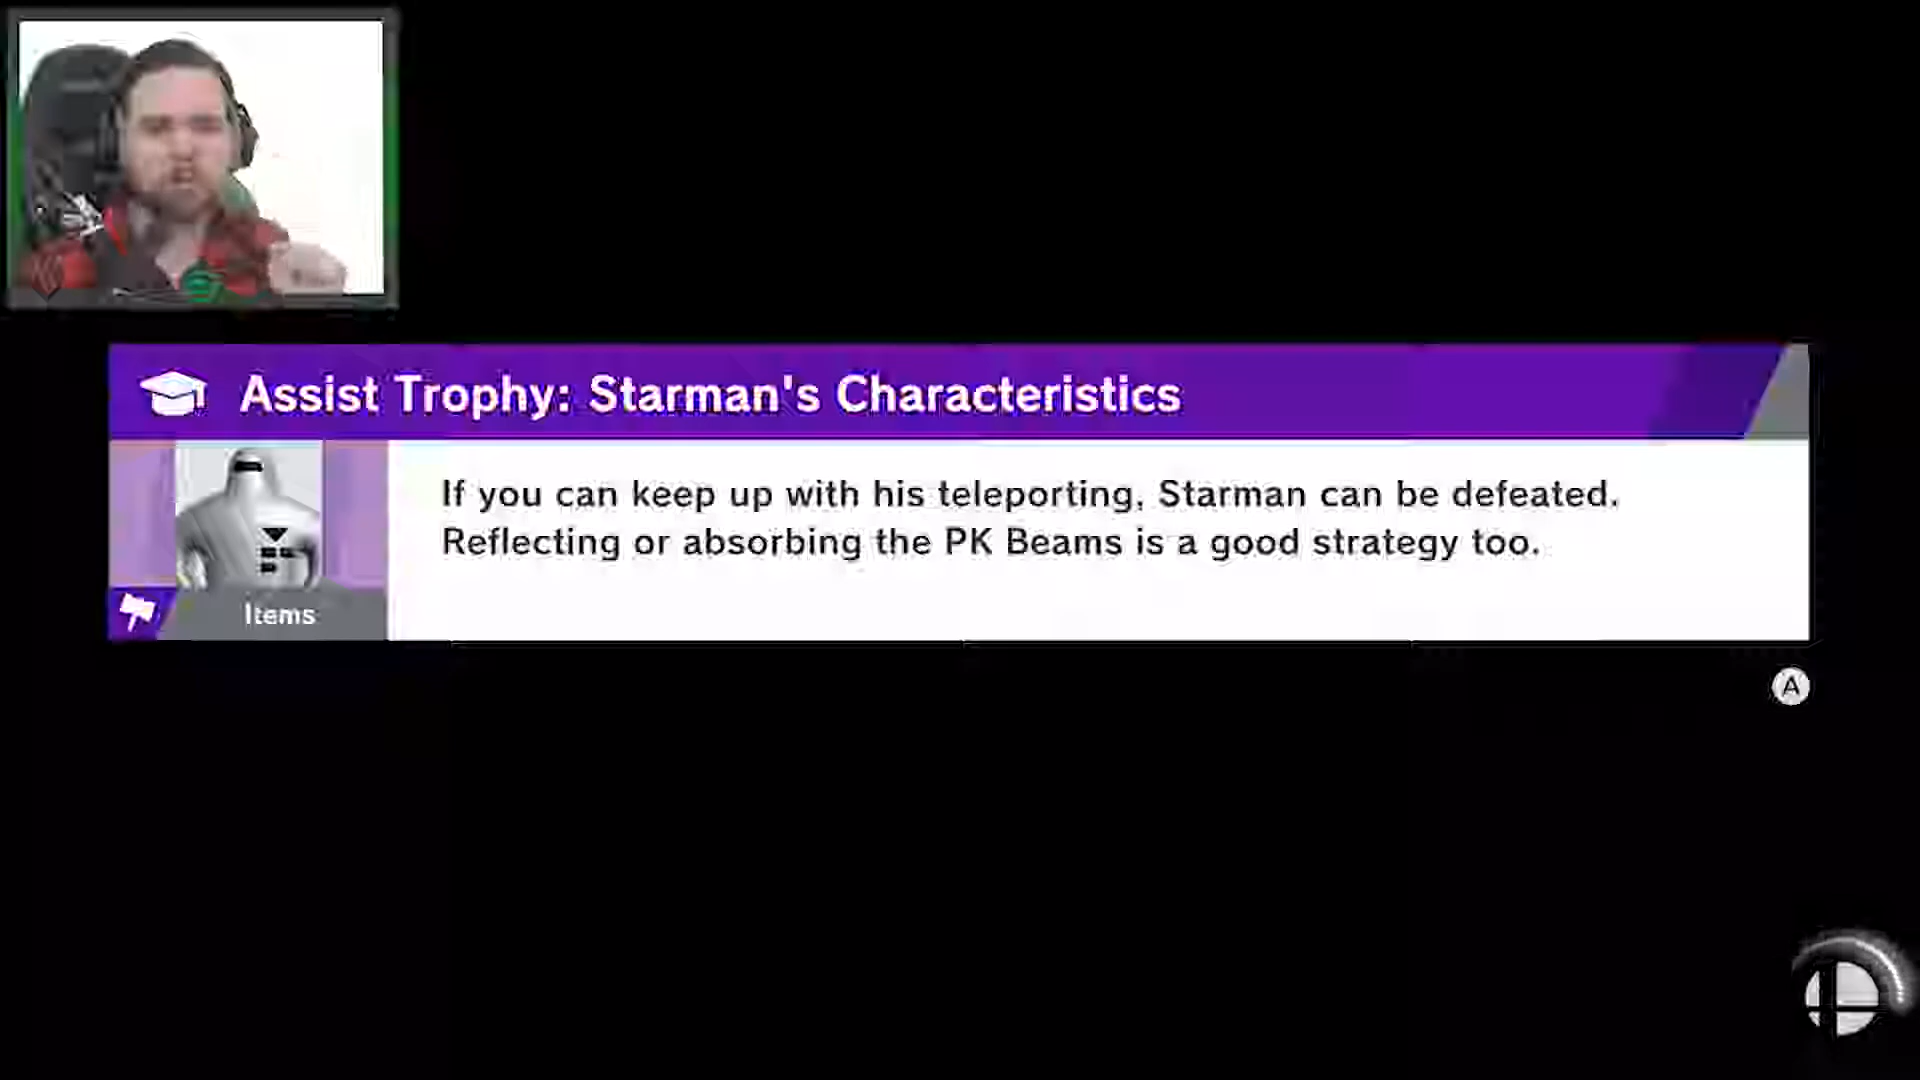 Assist Trophy: Starman's Characteristics
If you can keep up with his teleporting, Starman can be defeated.
Reflecting or absorbing the PK Beams is a good strategy too.
Items
A